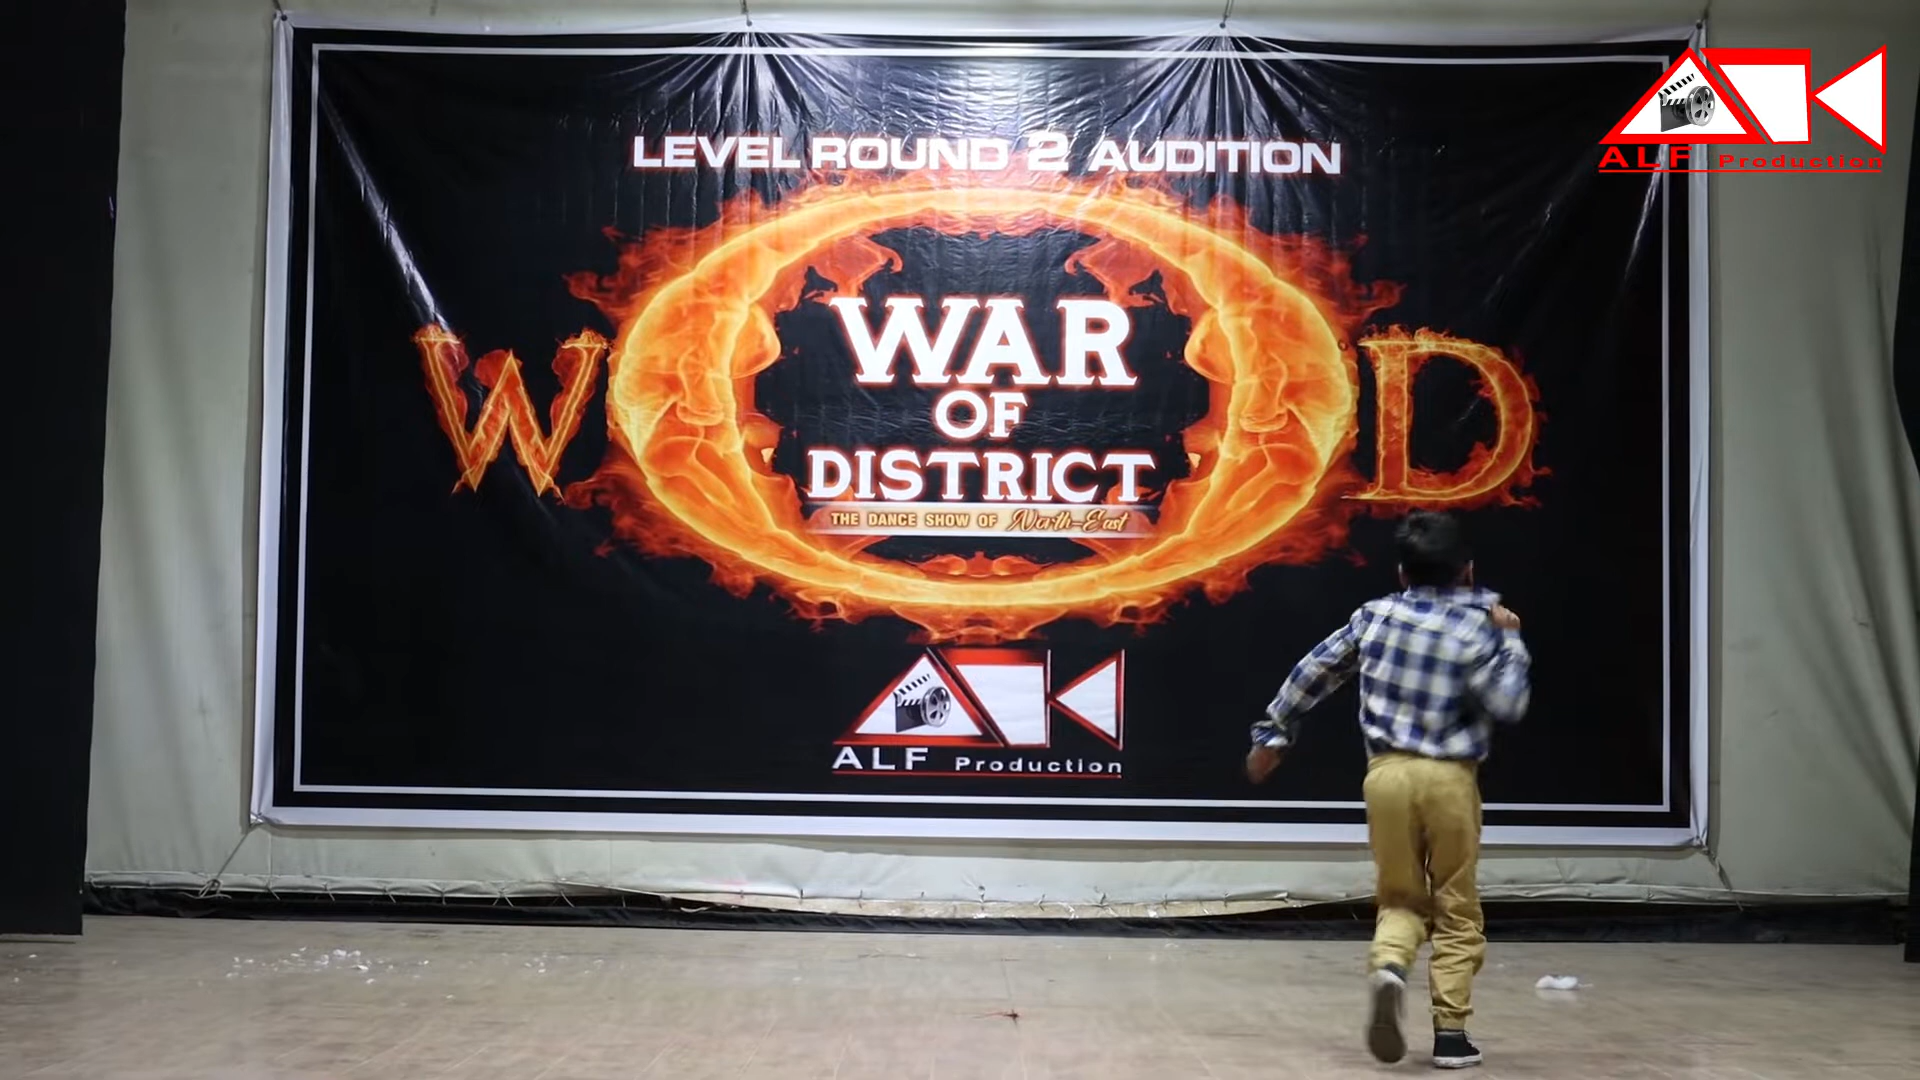 LEVEL ROUND 2 AUDITION
W O D
WAR
OF
DISTRICT
THE DANCE SHOW OF North-East
ALF Production
ALF Production